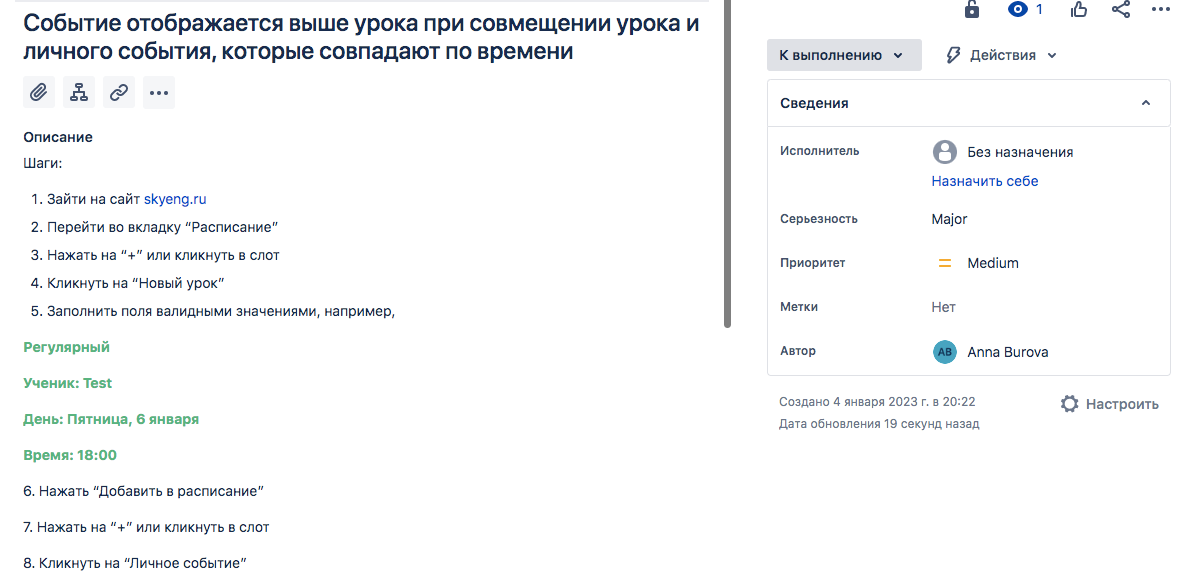 Событие отображается выше урока при совмещении урока и
личного события, которые совпадают по времени
Описание
Шаги:
1. Зайти на сайт skyeng.ru
2. Перейти во вкладку “Расписание”
3. Нажать на “+” или кликнуть в слот
4. Кликнуть на “Новый урок”
5. Заполнить поля валидными значениями, например,
Регулярный
Ученик: Test
День: Пятница, 6 января
Время: 18:00
6. Нажать “Добавить в расписание”
7. Нажать на “+” или кликнуть в слот
8. Кликнуть на “Личное событие”
1
К выполнению
Действия
Сведения
Исполнитель
Без назначения
Назначить себе
Серьезность
Major
Приоритет
Medium
Метки
Нет
Автор
AB
Anna Burova
Создано 4 января 2023 г. в 20:22
Настроить
Дата обновления 19 секунд назад